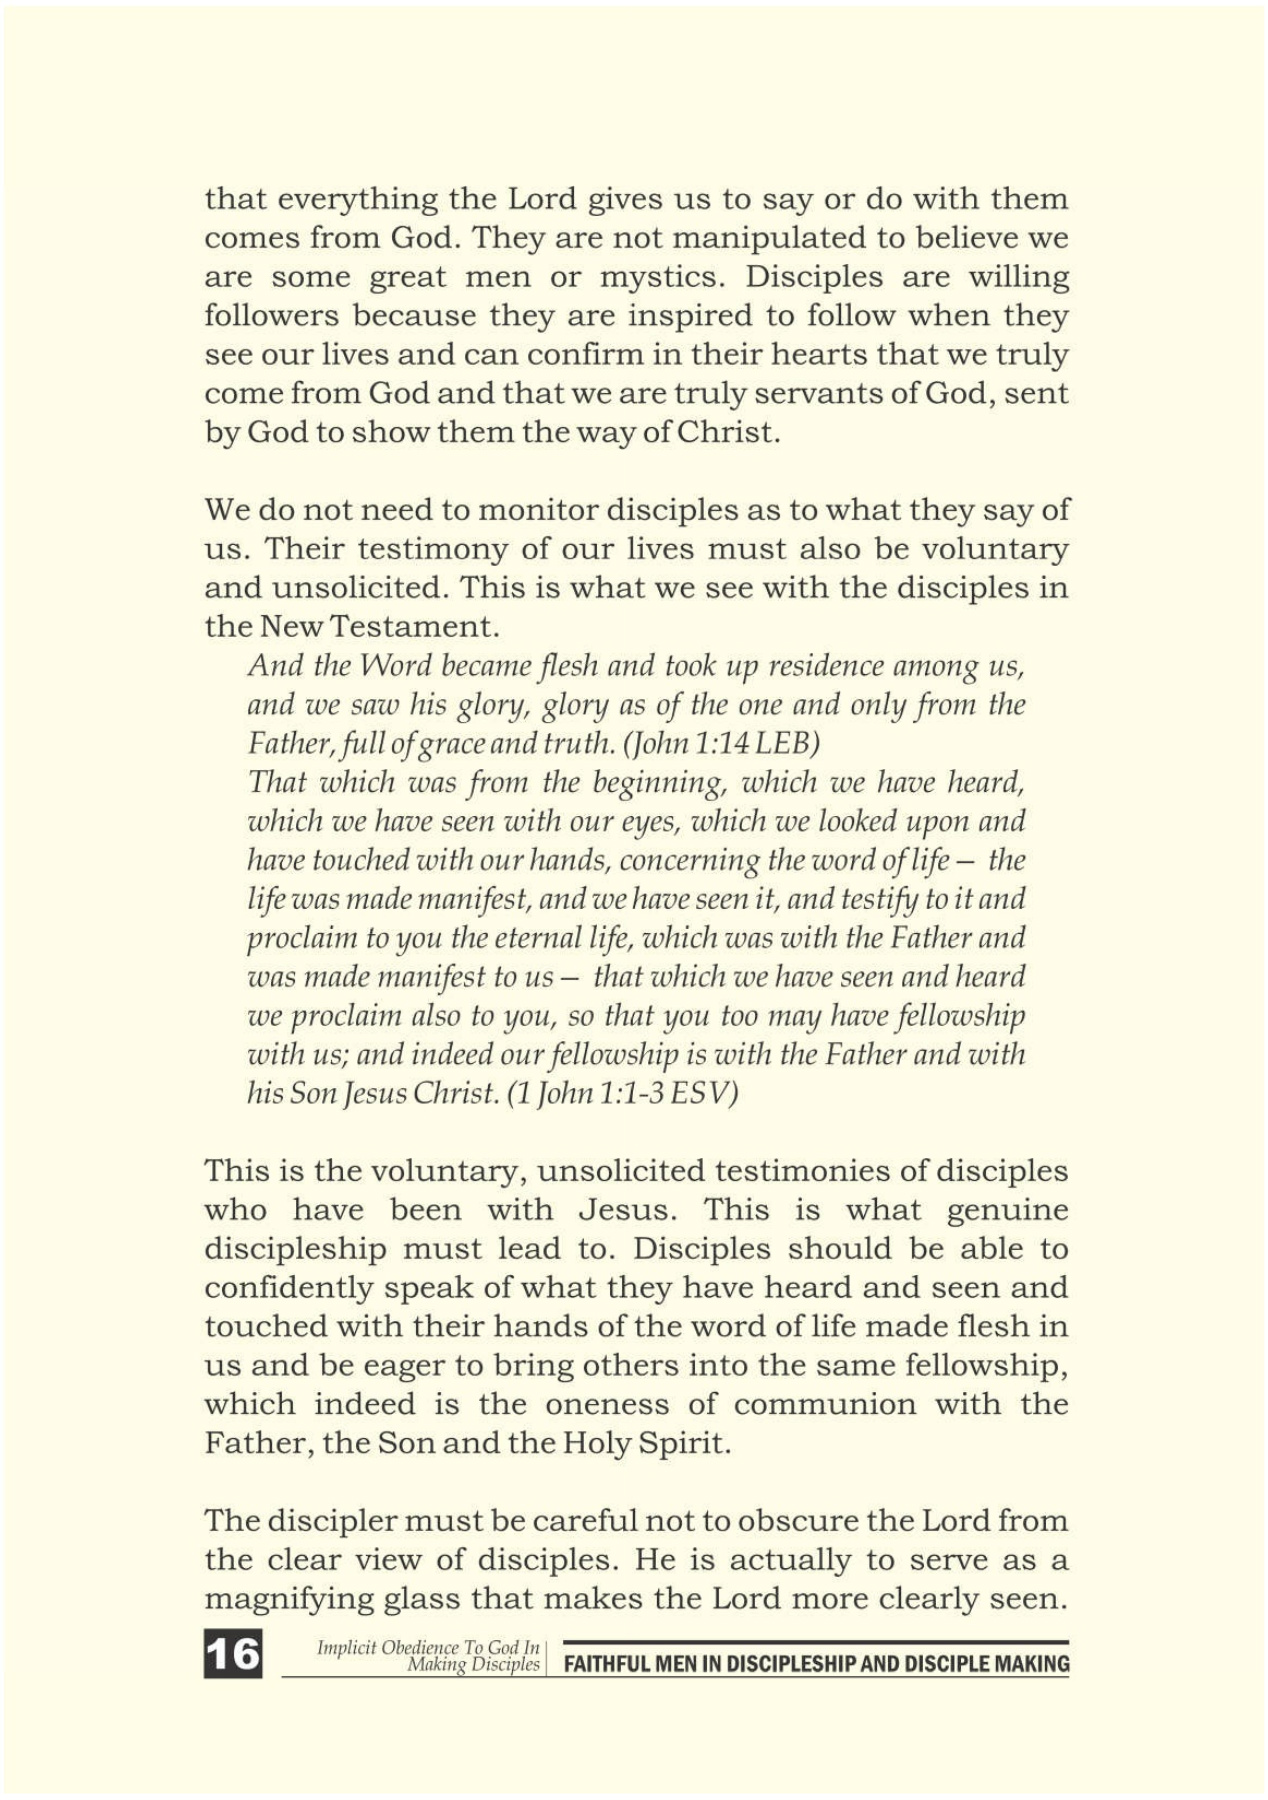 that everything the Lord gives us to say or do with them
comes from God. They are not manipulated to believe we
are some great men or mystics. Disciples are willing
followers because they are inspired to follow when they
see our lives and can confirm in their hearts that we truly
come from God and that we are truly servants of God, sent
by God to show them the way of Christ.
We do not need to monitor disciples as to what they say of
us. Their testimony of our lives must also be voluntary
and unsolicited. This is what we see with the disciples in
the New Testament.
And the Word became flesh and took up residence among us,
and we saw his glory, glory as of the one and only from the
Father, full of grace and truth. (John 1:14 LEB)
That which was from the beginning, which we have heard,
which we have seen with our eyes, which we looked upon and
have touched with our hands, concerning the word of life – the
life was made manifest, and we have seen it, and testify to it and
proclaim to you the eternal life, which was with the Father and
was made manifest to us – that which we have seen and heard
we proclaim also to you, so that you too may have fellowship
with us; and indeed our fellowship is with the Father and with
his Son Jesus Christ. (1 John 1:1-3 ESV)
This is the voluntary, unsolicited testimonies of disciples
who have been with Jesus. This is what genuine
discipleship must lead to. Disciples should be able to
confidently speak of what they have heard and seen and
touched with their hands of the word of life made flesh in
us and be eager to bring others into the same fellowship,
which indeed is the oneness of communion with the
Father, the Son and the Holy Spirit.
The discipler must be careful not to obscure the Lord from
the clear view of disciples. He is actually to serve as a
magnifying glass that makes the Lord more clearly seen.
16
Implicit Obedience To God In
Making Disciples
FAITHFUL MEN IN DISCIPLESHIP AND DISCIPLE MAKING